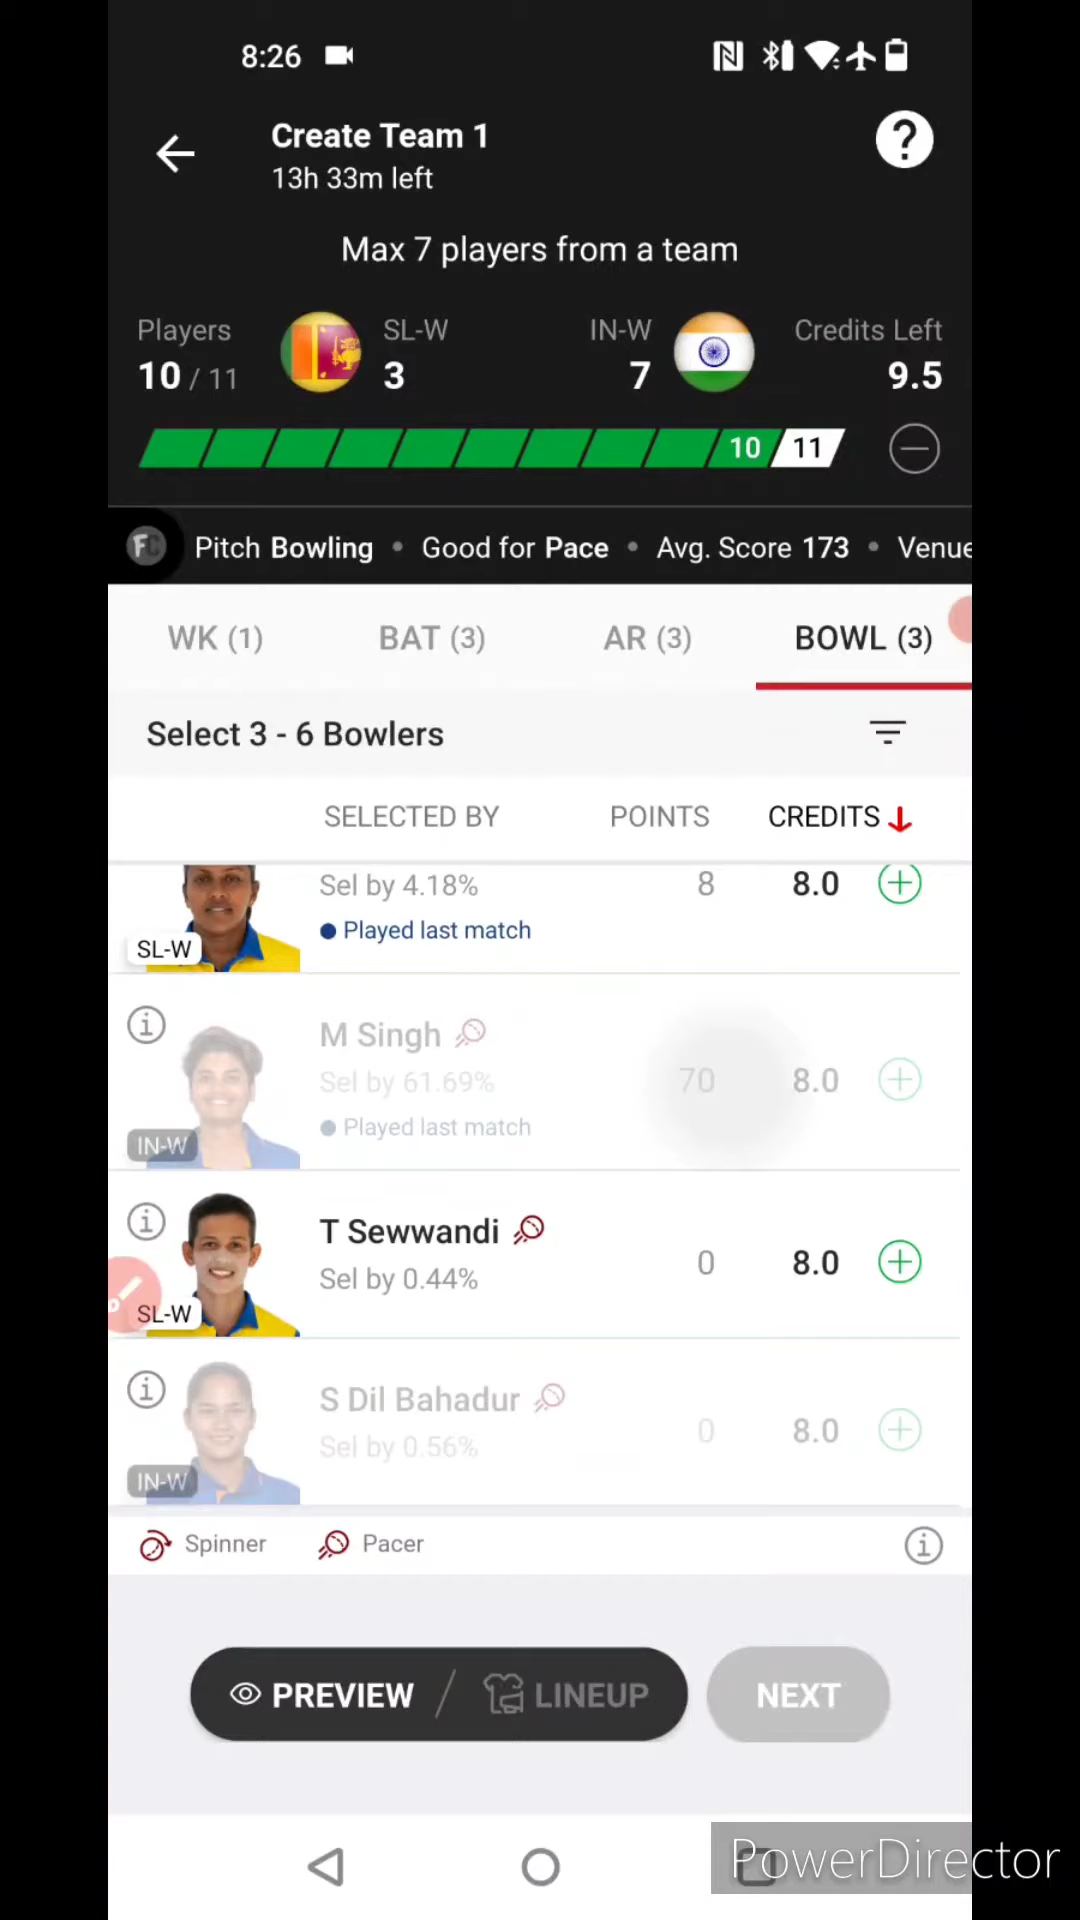 8:26
Create Team 1
13h 33m left
Max 7 players from a team
Players SL-W IN-W Credits Left
10 / 11 3 7 9.5
10 11
Pitch Bowling • Good for Pace • Avg. Score 173 • Venue
WK (1) BAT (3) AR (3) BOWL (3)
Select 3 - 6 Bowlers
SELECTED BY POINTS CREDITS
Sel by 4.18% 8 8.0
Played last match
SL-W
M Singh
Sel by 61.69% 70 8.0
Played last match
IN-W
T Sewwandi
Sel by 0.44% 0 8.0
SL-W
S Dil Bahadur
Sel by 0.56% 0 8.0
IN-W
Spinner Pacer
PREVIEW / LINEUP NEXT
PowerDirector